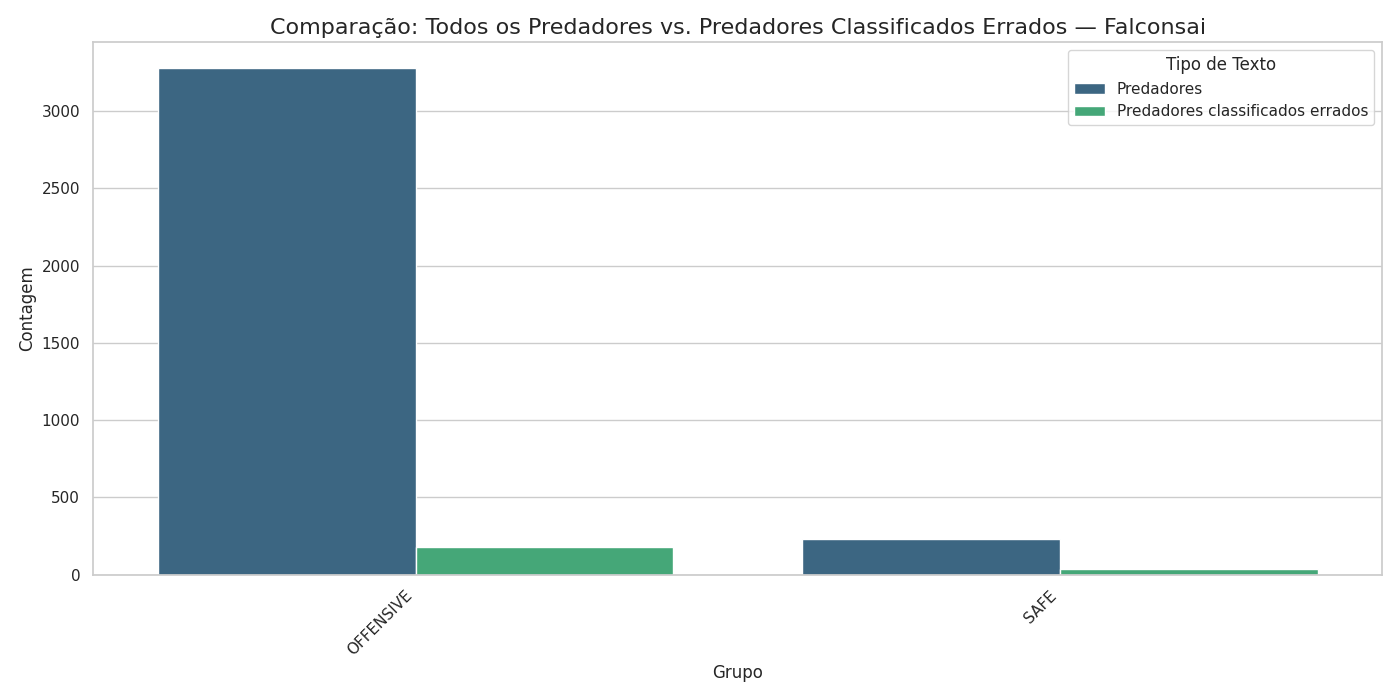 Comparação: Todos os Predadores vs. Predadores Classificados Errados — Falconsai
Tipo de Texto
Predadores
Predadores classificados errados
Contagem
3000
2500
2000
1500
1000
500
0
OFFENSIVE
SAFE
Grupo